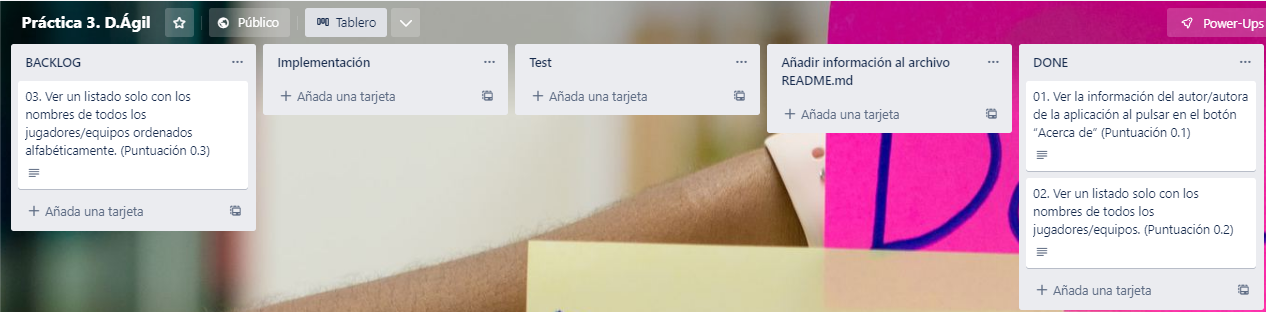 Práctica 3. D.Ágil
Público
Tablero
Power-Ups
BACKLOG
03. Ver un listado solo con los
nombres de todos los
jugadores/equipos ordenados
alfabéticamente. (Puntuación 0.3)
+ Añada una tarjeta
Implementación
+ Añada una tarjeta
Test
+ Añada una tarjeta
Añadir información al archivo
README.md
+ Añada una tarjeta
DONE
01. Ver la información del autor/autora
de la aplicación al pulsar en el botón
“Acerca de” (Puntuación 0.1)
02. Ver un listado solo con los
nombres de todos los
jugadores/equipos. (Puntuación 0.2)
+ Añada una tarjeta